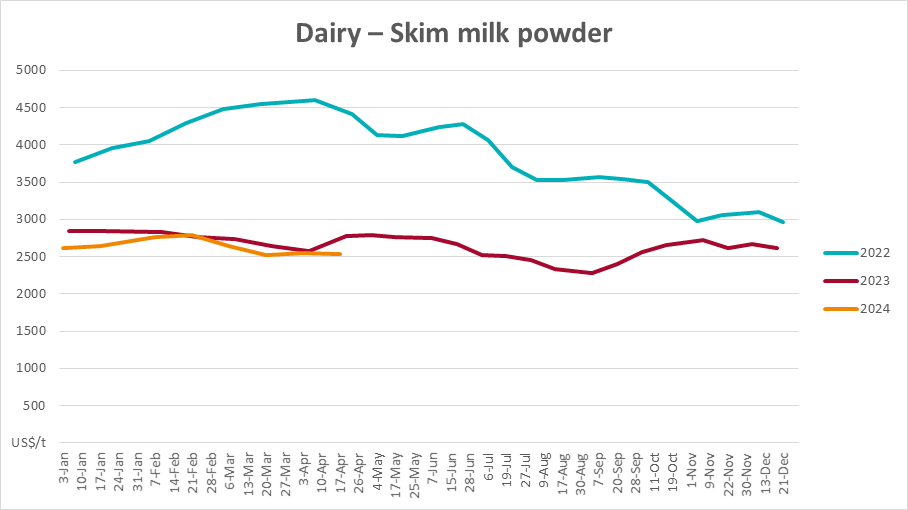 Dairy – Skim milk powder
5000
4500
4000
3500
3000
2500
2000
1500
1000
500
US$/t
3-Jan
10-Jan
17-Jan
24-Jan
31-Jan
7-Feb
14-Feb
21-Feb
28-Feb
6-Mar
13-Mar
20-Mar
27-Mar
3-Apr
10-Apr
17-Apr
26-Apr
4-May
17-May
25-May
7-Jun
15-Jun
28-Jun
6-Jul
19-Jul
27-Jul
9-Aug
17-Aug
30-Aug
7-Sep
20-Sep
28-Sep
11-Oct
19-Oct
1-Nov
9-Nov
22-Nov
30-Nov
13-Dec
21-Dec
2022
2023
2024